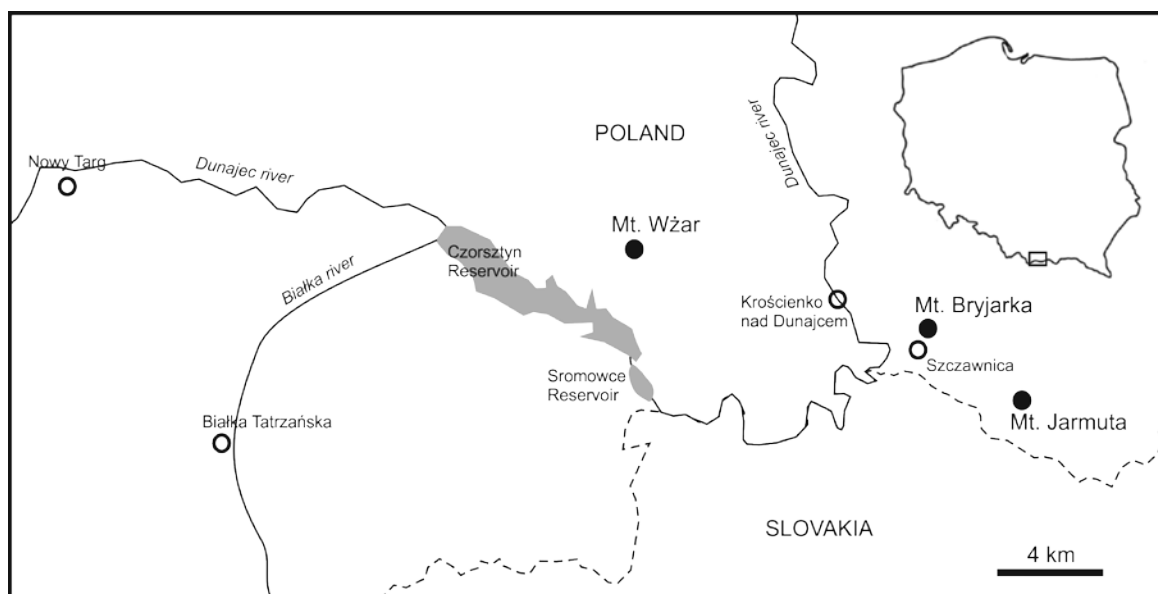 POLAND
Nowy Targ
Dunajec river
Dunajec river
Mt. Wżar
Czorsztyn
Reservoir
Białka river
Krościenko
nad Dunajcem
Mt. Bryjarka
Szczawnica
Sromowce
Reservoir
Mt. Jarmuta
Białka Tatrzańska
SLOVAKIA
4 km